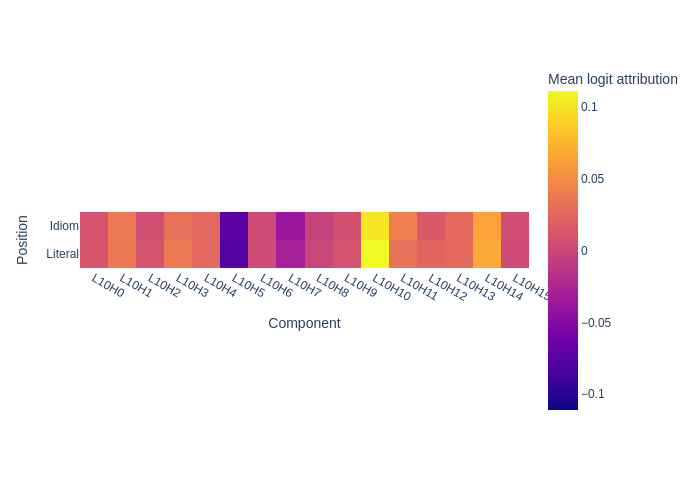 Mean logit attribution
0.1
0.05
0
−0.05
−0.1
Position
Idiom
Literal
L10H0
L10H1
L10H2
L10H3
L10H4
L10H5
L10H6
L10H7
L10H8
L10H9
L10H10
L10H11
L10H12
L10H13
L10H14
L10H15
Component